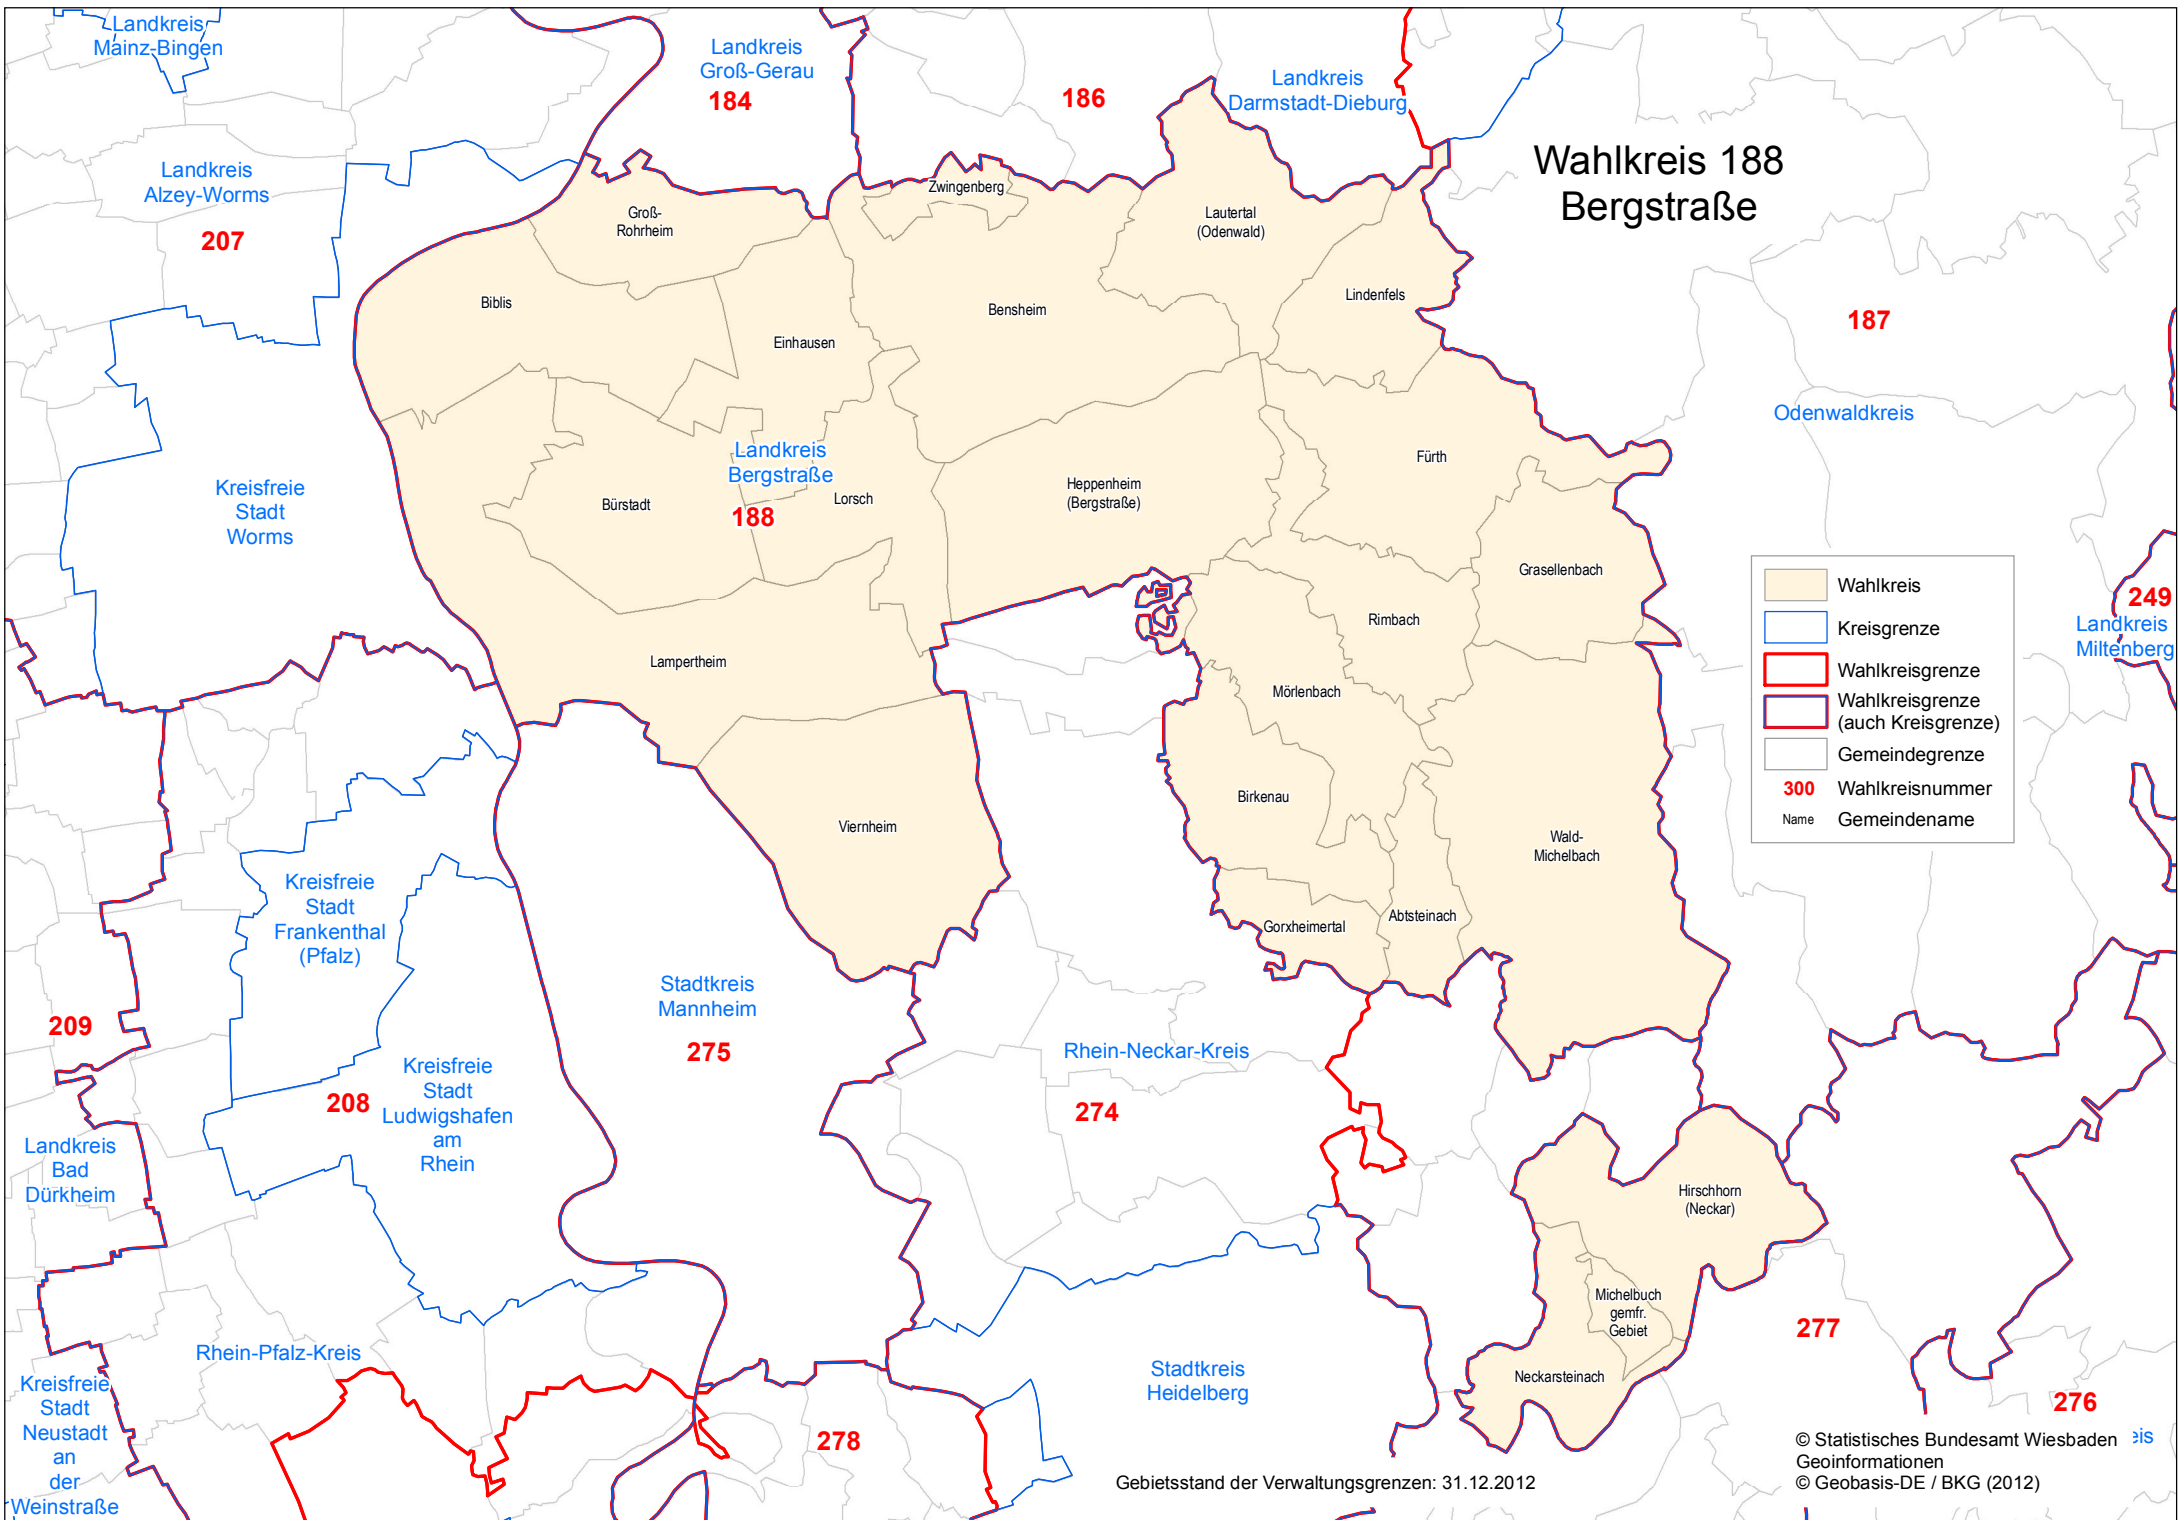 Landkreis
Mainz-Bingen
Landkreis
Groß-Gerau
184
186
Landkreis
Darmstadt-Dieburg
Wahlkreis 188
Bergstraße
Landkreis
Alzey-Worms
207
Zwingenberg
Groß-
Rohrheim
Lautertal
(Odenwald)
Biblis
Bensheim
Lindenfels
187
Einhausen
Odenwaldkreis
Landkreis
Bergstraße
188
Fürth
Kreisfreie
Stadt
Worms
Bürstadt
Lorsch
Heppenheim
(Bergstraße)
Grasellenbach
Rimbach
249
Landkreis
Miltenberg
Wahlkreis
Kreisgrenze
Wahlkreisgrenze
Wahlkreisgrenze
(auch Kreisgrenze)
Gemeindegrenze
300 Wahlkreisnummer
Name Gemeindename
Lampertheim
Mörlenbach
Birkenau
Viernheim
Wald-
Michelbach
Kreisfreie
Stadt
Frankenthal
(Pfalz)
Abtsteinach
Gorxheimertal
Stadtkreis
Mannheim
275
209
Rhein-Neckar-Kreis
274
Kreisfreie
Stadt
Ludwigshafen
am
Rhein
208
Landkreis
Bad
Dürkheim
Hirschhorn
(Neckar)
Michelbuch
gemfr.
Gebiet
277
Neckarsteinach
Rhein-Pfalz-Kreis
Stadtkreis
Heidelberg
Kreisfreie
Stadt
Neustadt
an
der
Weinstraße
278
276
eis
Gebietsstand der Verwaltungsgrenzen: 31.12.2012
© Statistisches Bundesamt Wiesbaden
Geoinformationen
© Geobasis-DE / BKG (2012)